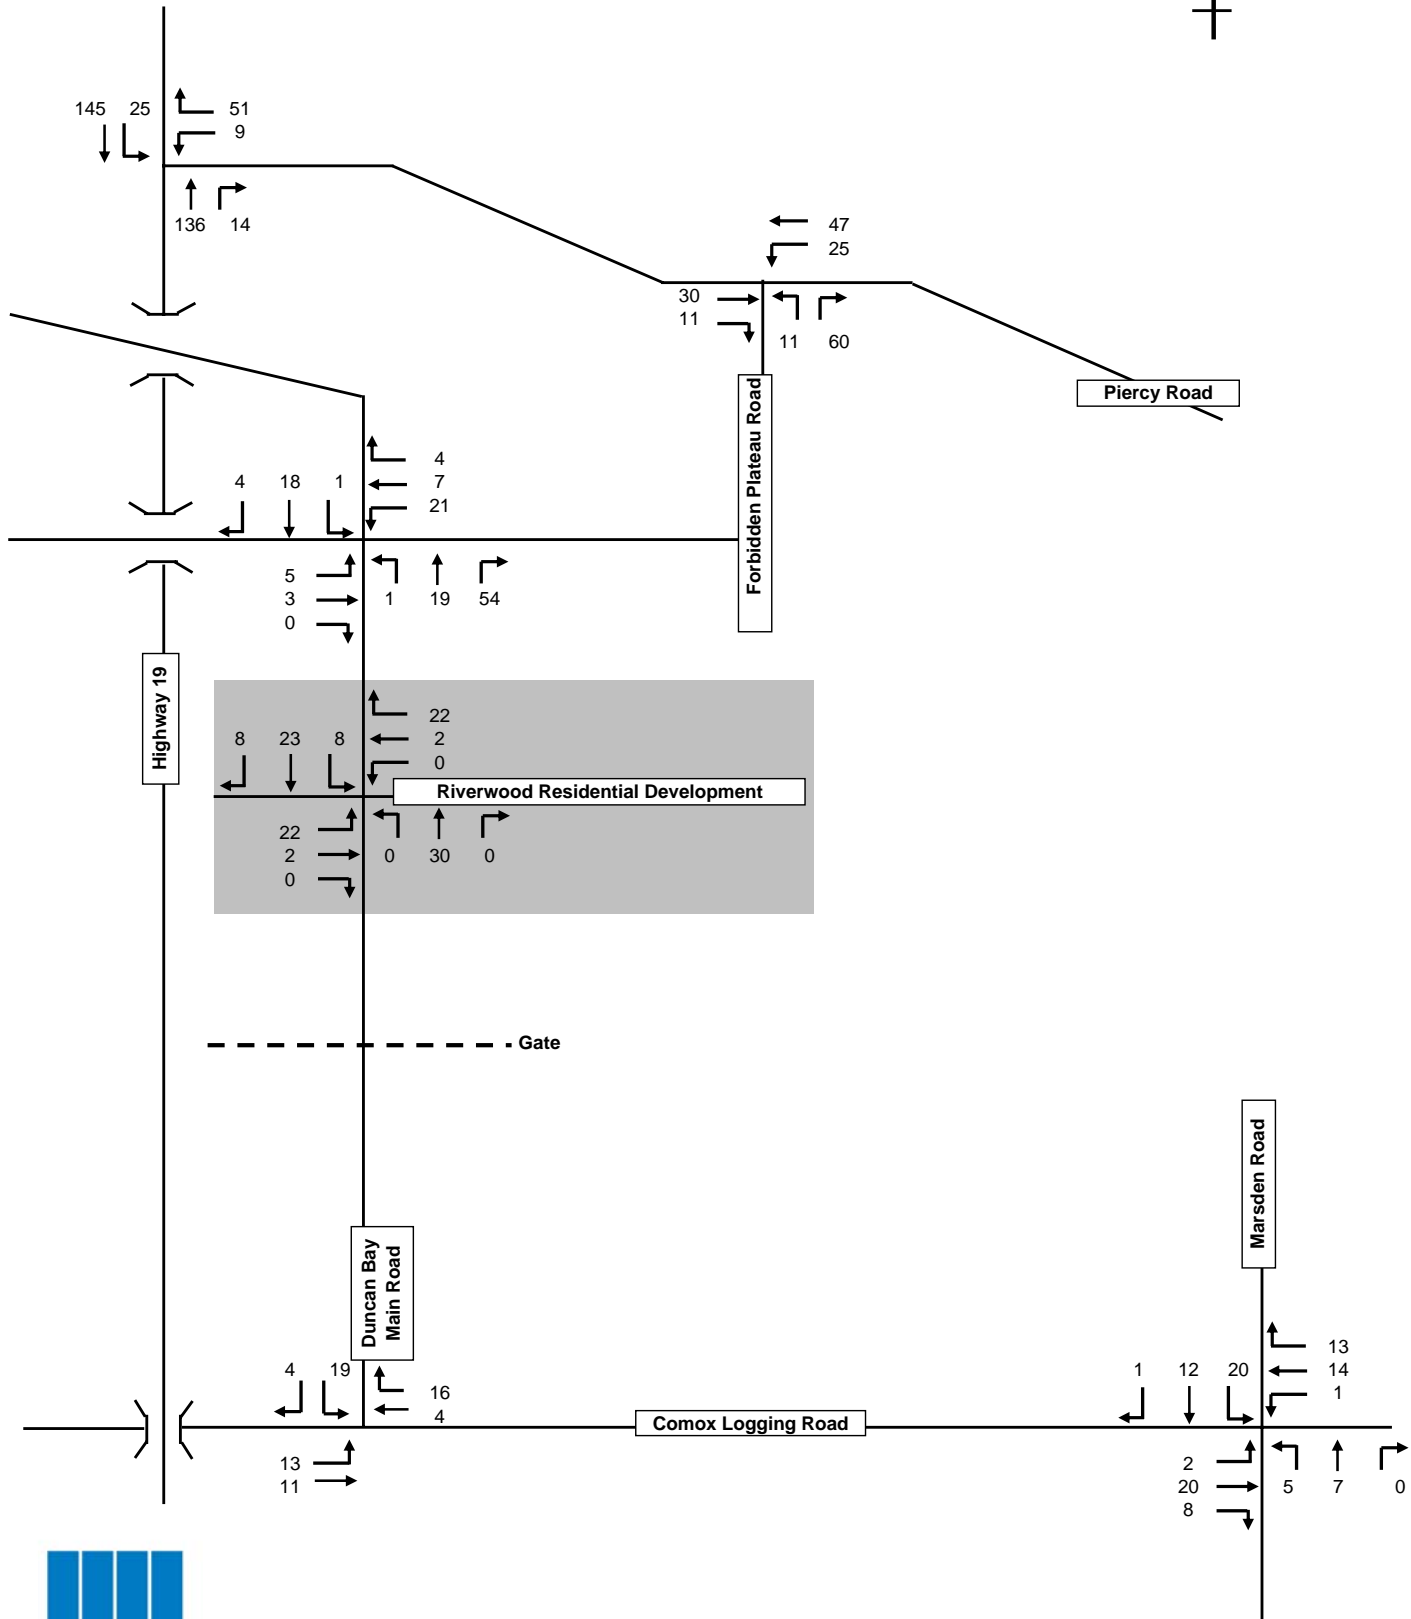 145 25 51
9
136 14
47
25
30
11
11 60
Piercy Road
Forbidden Plateau Road
4
4 18 1 7
21
5
3 1 19 54
0
Highway 19
22
8 23 8 2
0
Riverwood Residential Development
22
2 0 30 0
0
Gate
Marsden Road
Duncan Bay
Main Road
4 19
16
4
13
11
Comox Logging Road
13
1 12 20 14
1
2
20 5 7 0
8